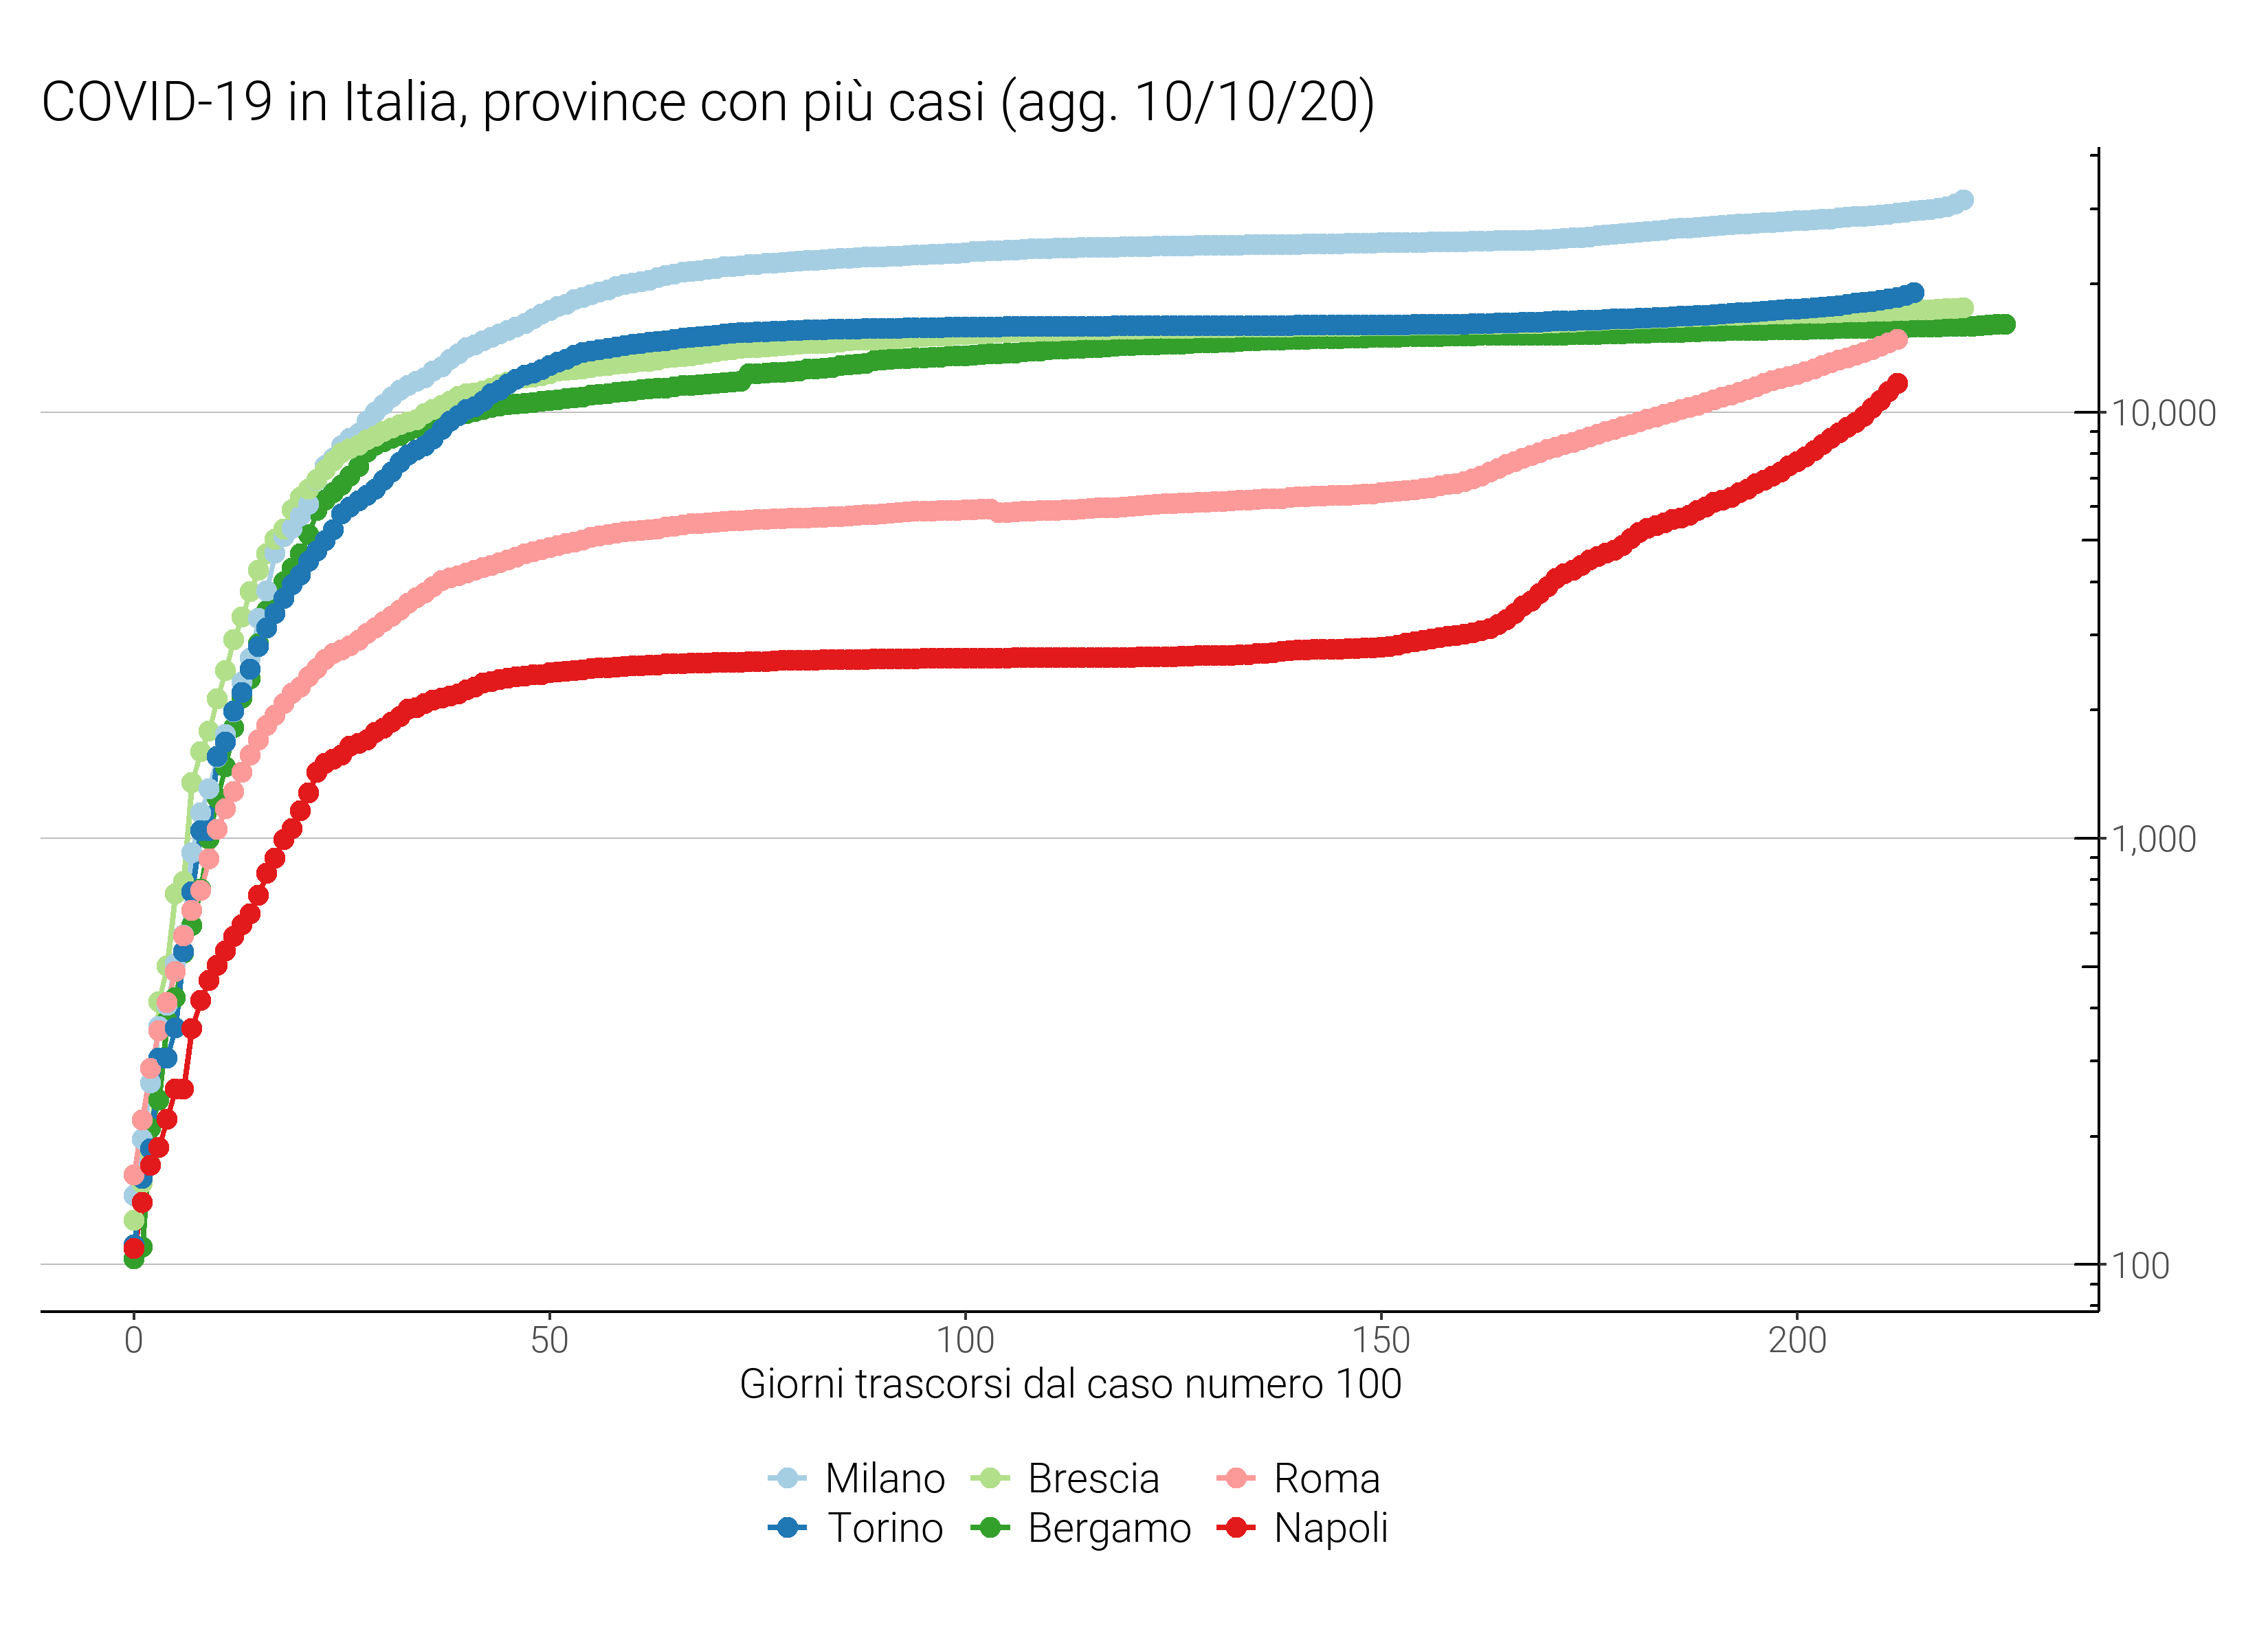 COVID-19 in Italia, province con più casi (agg. 10/10/20)
10,000
1,000
100
0 50 100 150 200
Giorni trascorsi dal caso numero 100
Milano Brescia Roma
Torino Bergamo Napoli